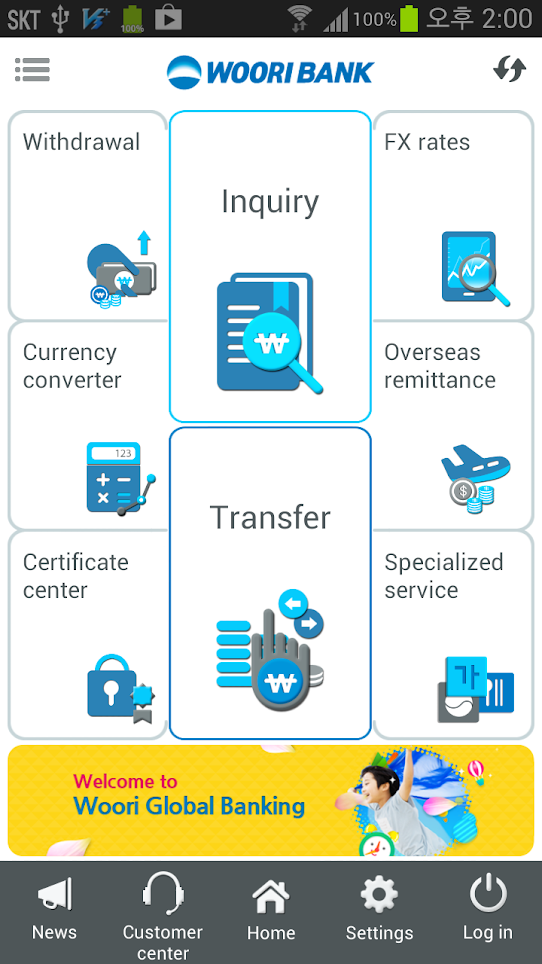 SKT
100%
100%
오후 2:00
WOORI BANK
Withdrawal
Inquiry
FX rates
Currency
converter
123
Overseas
remittance
Transfer
Certificate
center
Specialized
service
가
Welcome to
Woori Global Banking
News
Customer
center
Home
Settings
Log in